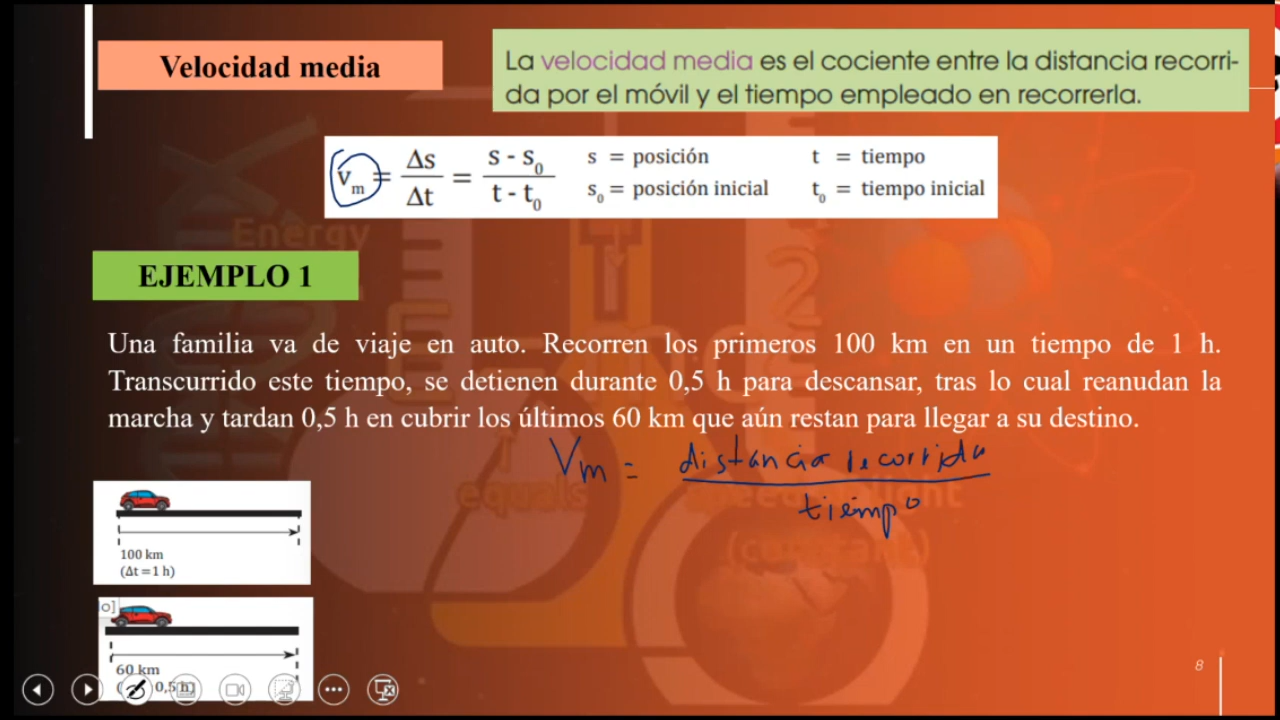 Velocidad media
La velocidad media es el cociente entre la distancia recorri-
da por el móvil y el tiempo empleado en recorrerla.
vm = Δs/Δt = s - s0/t - t0
s = posición t = tiempo
s0 = posición inicial t0 = tiempo inicial
Energy
EJEMPLO 1
Una familia va de viaje en auto. Recorren los primeros 100 km en un tiempo de 1 h.
Transcurrido este tiempo, se detienen durante 0,5 h para descansar, tras lo cual reanudan la
marcha y tardan 0,5 h en cubrir los últimos 60 km que aún restan para llegar a su destino.
Vm = distancia recorrida
tiempo
equals
100 km
(Δt = 1 h)
o]
60 km
0,5 h)
8